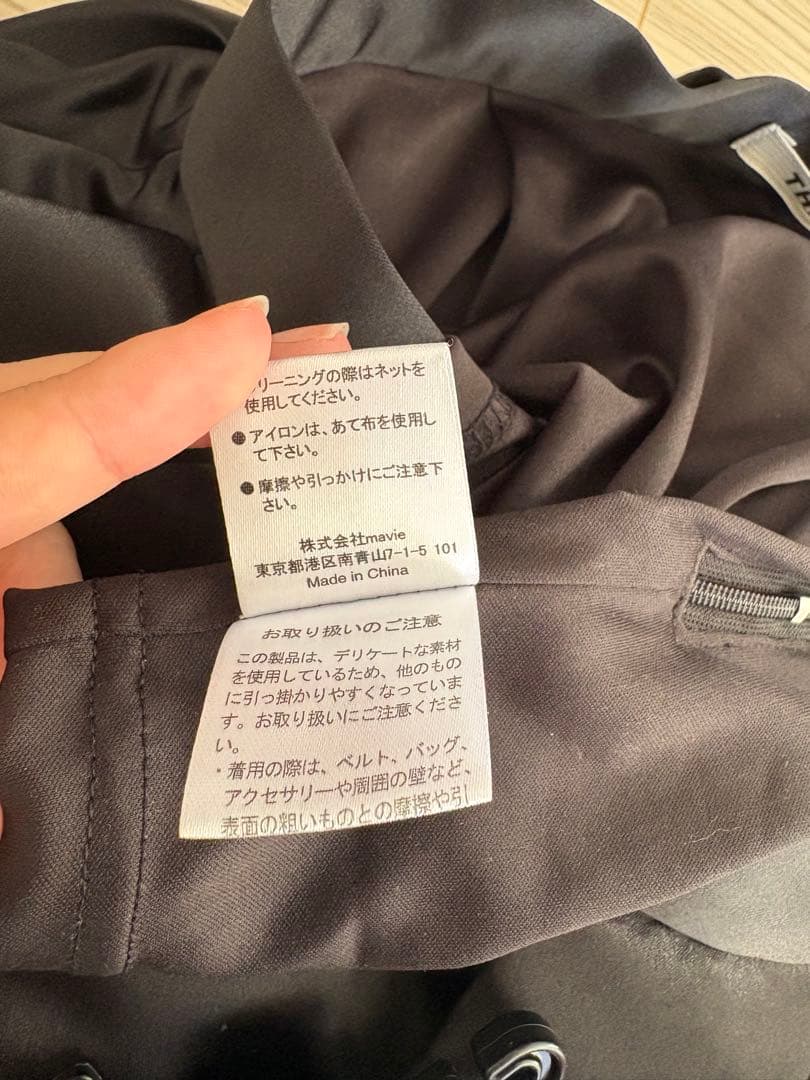 リーニングの際はネットを
使用してください。
● アイロンは、あて布を使用し
て下さい。
● 摩擦や引っかけにご注意下
さい。
株式会社mavie
東京都港区南青山7-1-5 101
Made in China
お取り扱いのご注意
この製品は、デリケートな素材
を使用しているため、他のもの
に引っ掛かりやすくなっていま
す。お取り扱いにご注意くださ
い。
・着用の際は、ベルト、バッグ、
アクセサリーや周囲の壁など、
表面の粗いものとの摩擦や引
TH